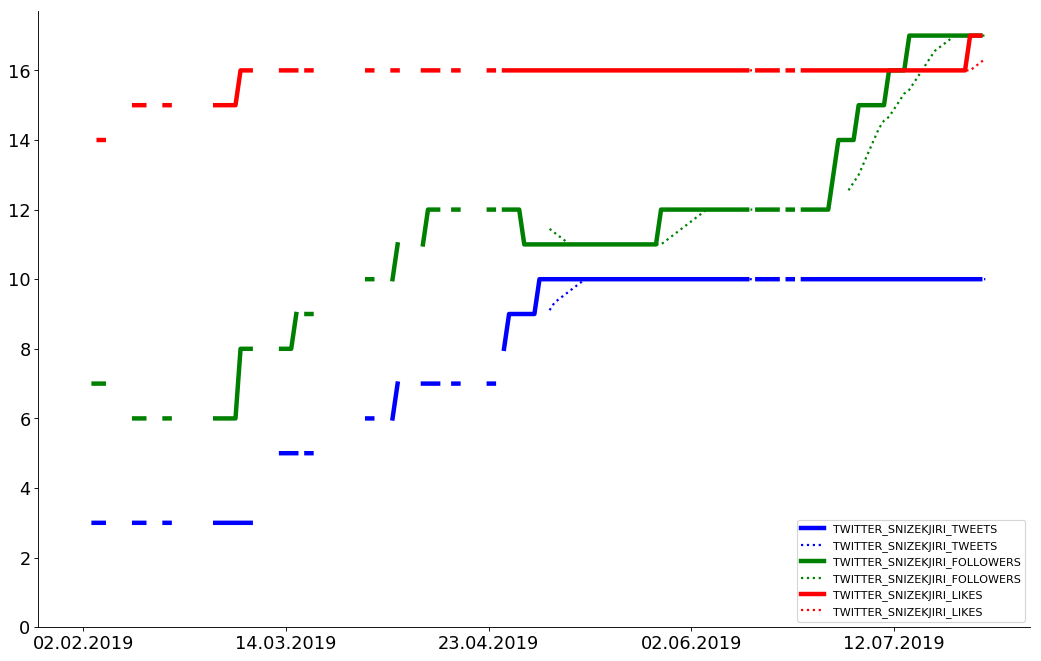 16
14
12
10
8
6
4
2
0
02.02.2019 14.03.2019 23.04.2019 02.06.2019 12.07.2019
TWITTER_SNIZEKJIRI_TWEETS
TWITTER_SNIZEKJIRI_TWEETS
TWITTER_SNIZEKJIRI_FOLLOWERS
TWITTER_SNIZEKJIRI_FOLLOWERS
TWITTER_SNIZEKJIRI_LIKES
TWITTER_SNIZEKJIRI_LIKES